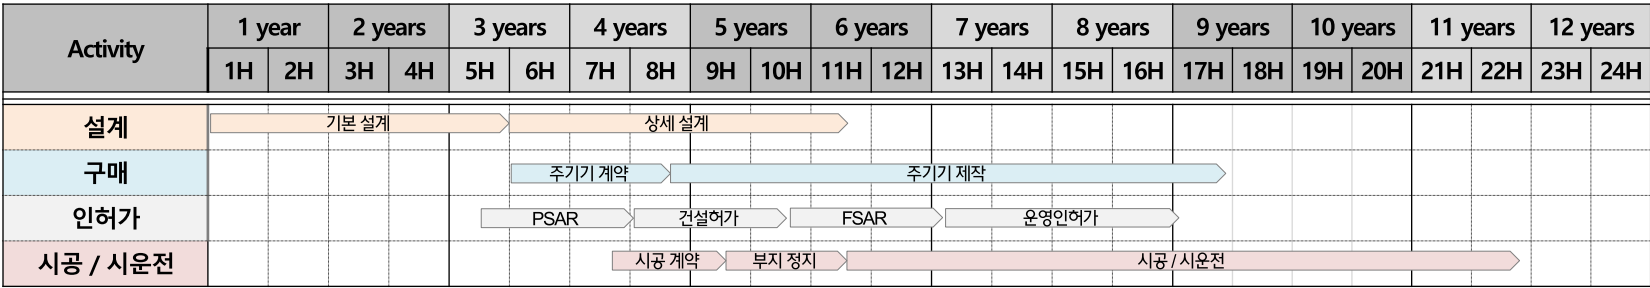 Activity 1 year 2 years 3 years 4 years 5 years 6 years 7 years 8 years 9 years 10 years 11 years 12 years
1H 2H 3H 4H 5H 6H 7H 8H 9H 10H 11H 12H 13H 14H 15H 16H 17H 18H 19H 20H 21H 22H 23H 24H
설계 기본 설계 상세 설계
구매 주기기 계약 주기기 제작
인허가 PSAR 건설허가 FSAR 운영인허가
시공 / 시운전 시공 계약 부지 정지 시공 / 시운전